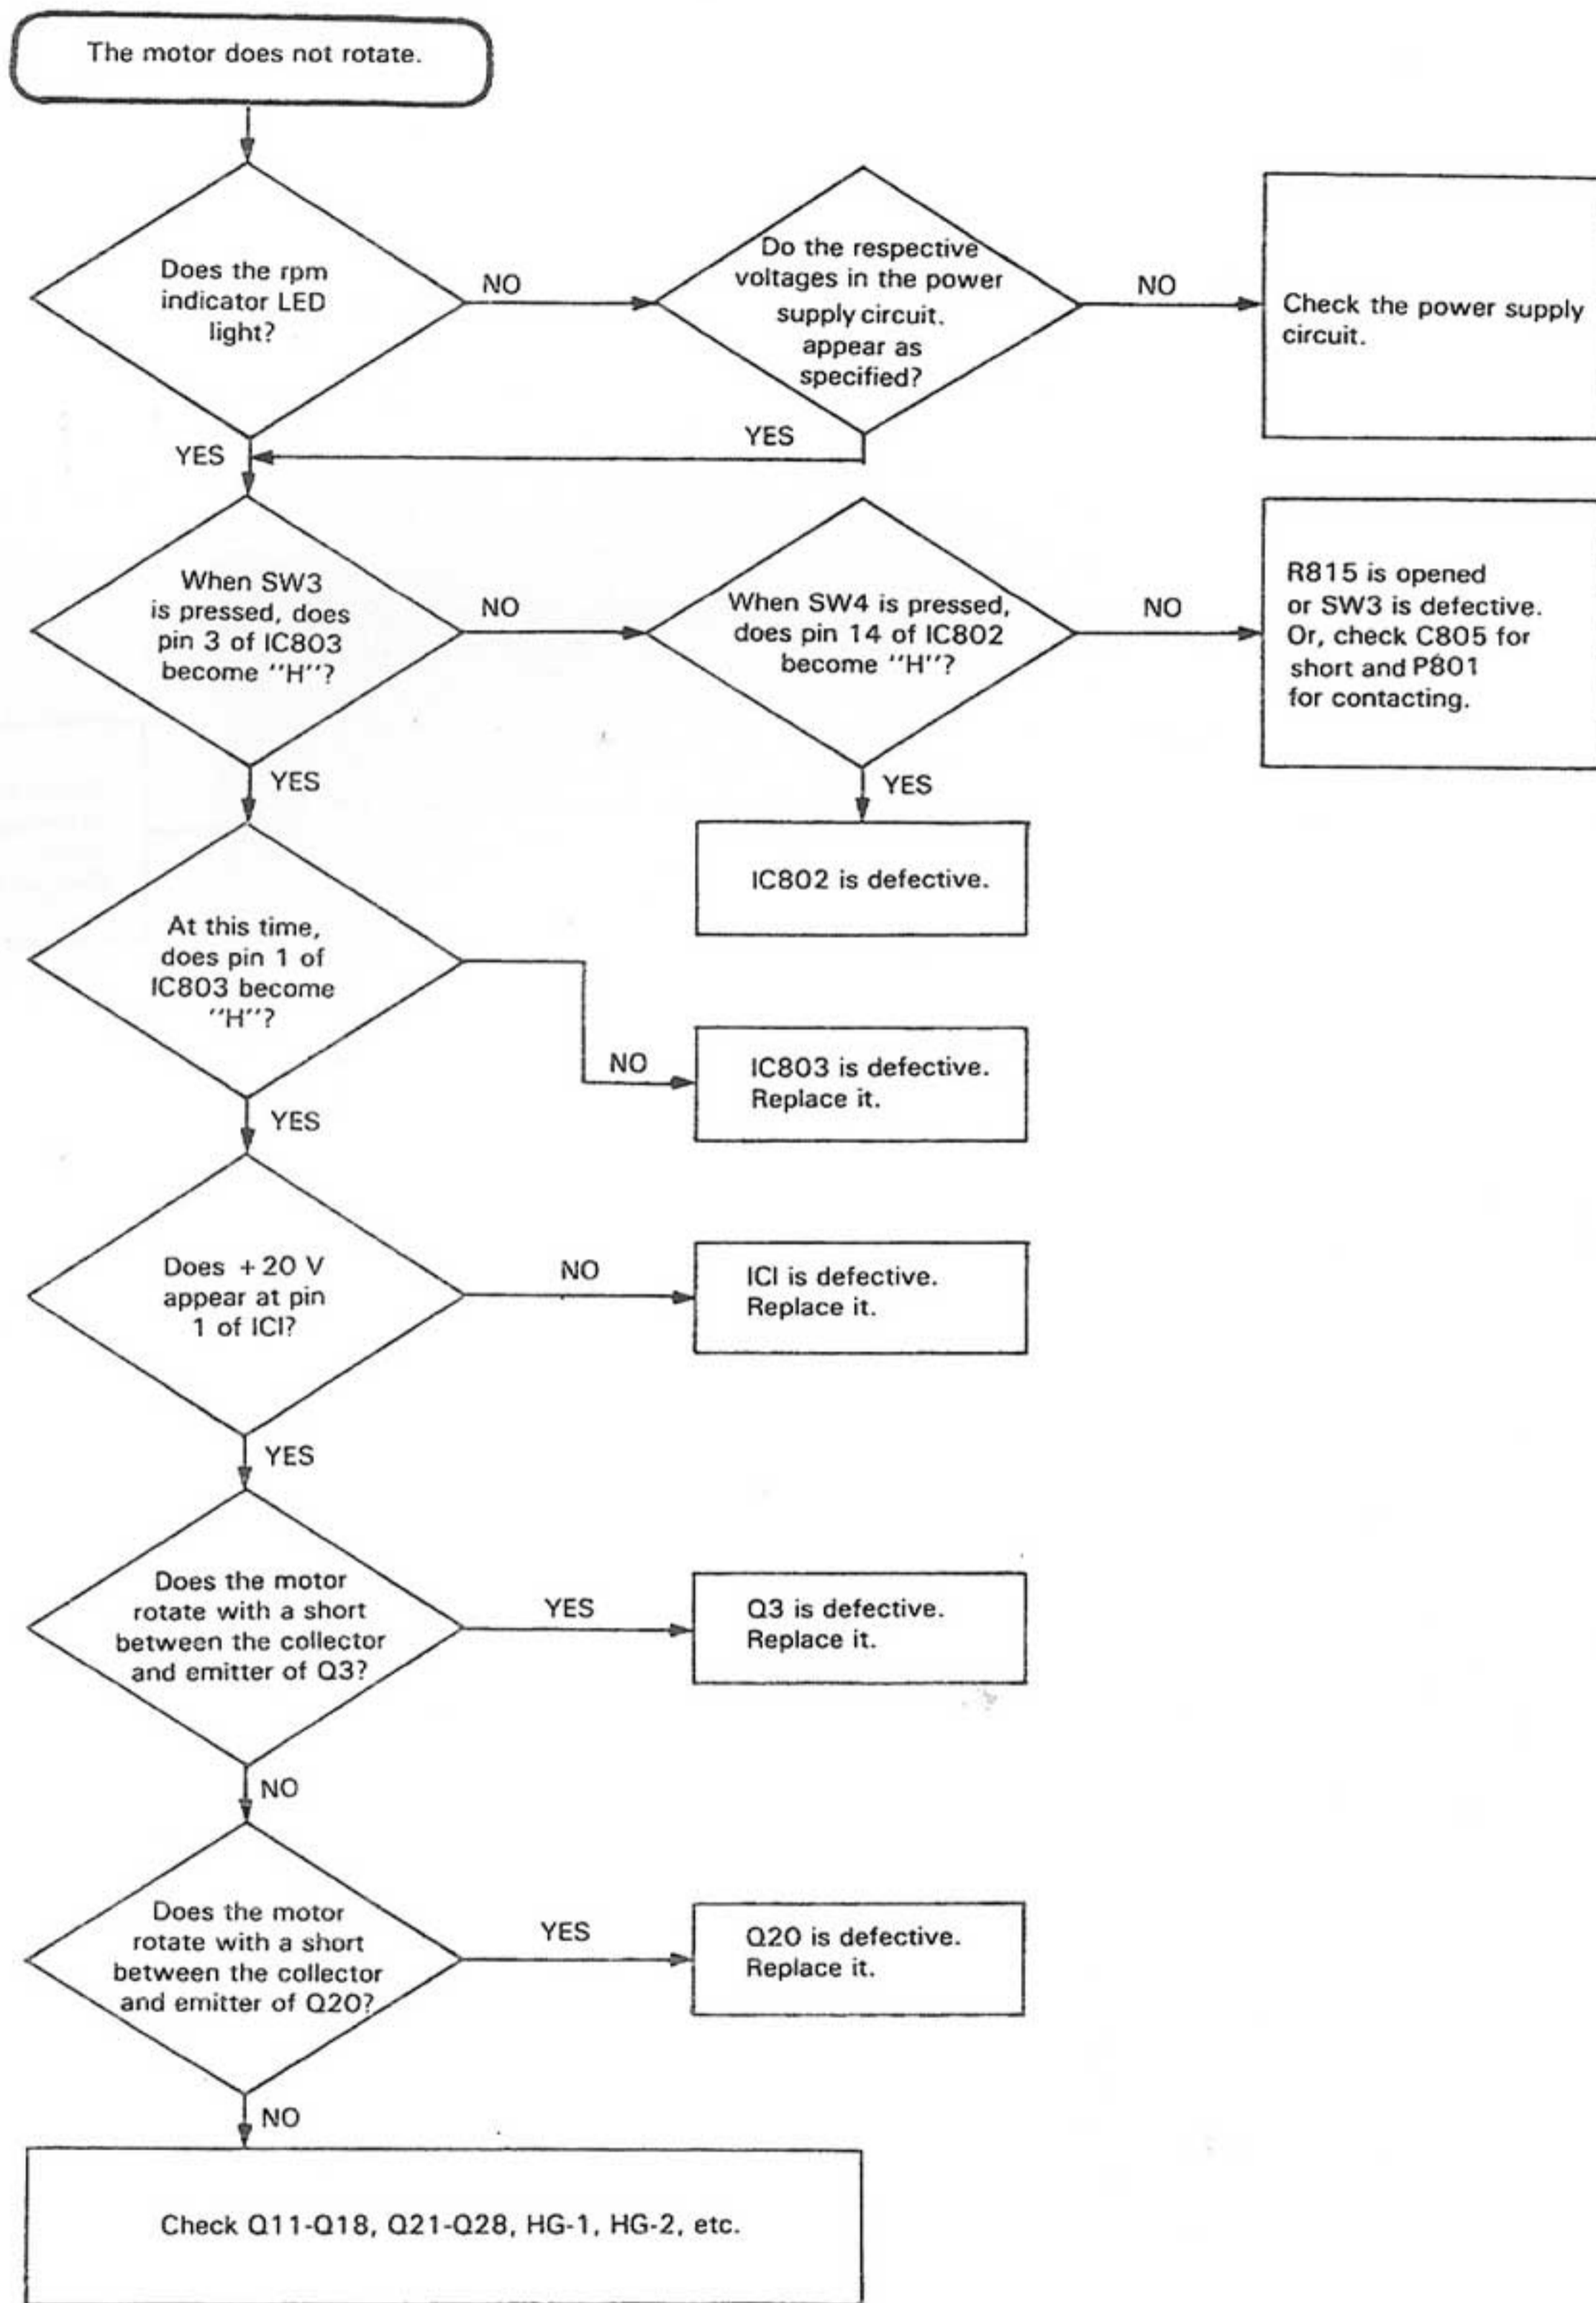 The motor does not rotate.
Does the rpm
indicator LED
light?
NO
Do the respective
voltages in the power
supply circuit.
appear as
specified?
NO
Check the power supply
circuit.
YES
YES
When SW3
is pressed, does
pin 3 of IC803
become "H"?
NO
When SW4 is pressed,
does pin 14 of IC802
become "H"?
NO
R815 is opened
or SW3 is defective.
Or, check C805 for
short and P801
for contacting.
YES
YES
IC802 is defective.
At this time,
does pin 1 of
IC803 become
"H"?
NO
IC803 is defective.
Replace it.
YES
Does +20 V
appear at pin
1 of ICI?
NO
ICI is defective.
Replace it.
YES
Does the motor
rotate with a short
between the collector
and emitter of Q3?
YES
Q3 is defective.
Replace it.
NO
Does the motor
rotate with a short
between the collector
and emitter of Q20?
YES
Q20 is defective.
Replace it.
NO
Check Q11-Q18, Q21-Q28, HG-1, HG-2, etc.